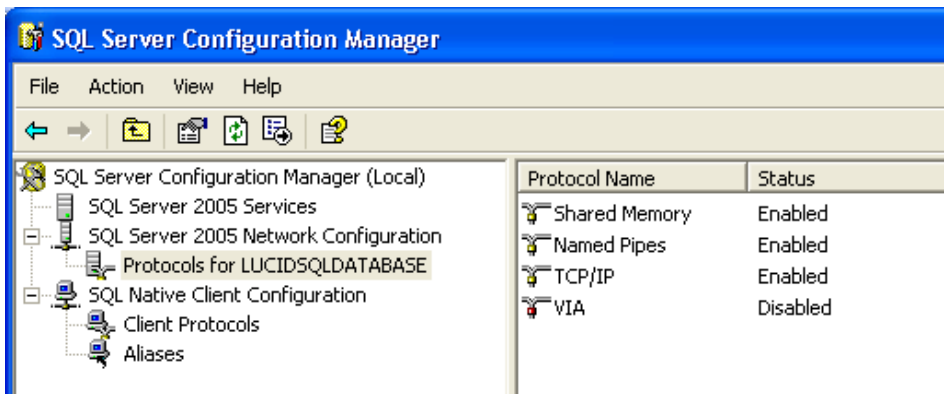 SQL Server Configuration Manager
File Action View Help
SQL Server Configuration Manager (Local)
SQL Server 2005 Services
SQL Server 2005 Network Configuration
Protocols for LUCIDSQLDATABASE
SQL Native Client Configuration
Client Protocols
Aliases
Protocol Name Status
Shared Memory Enabled
Named Pipes Enabled
TCP/IP Enabled
VIA Disabled